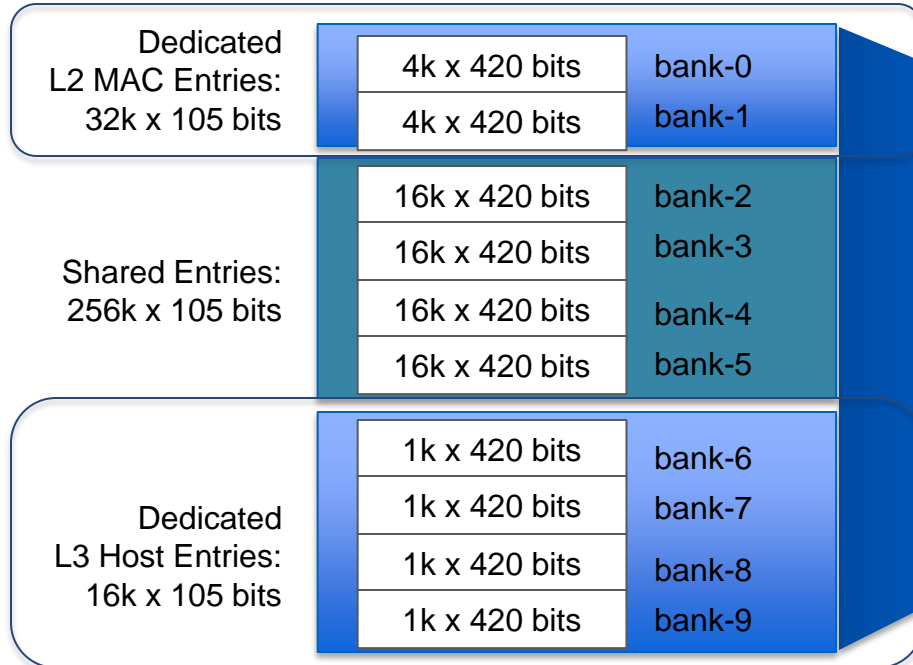 Dedicated
L2 MAC Entries:
32k x 105 bits
4k x 420 bits bank-0
4k x 420 bits bank-1
Shared Entries:
256k x 105 bits
16k x 420 bits bank-2
16k x 420 bits bank-3
16k x 420 bits bank-4
16k x 420 bits bank-5
Dedicated
L3 Host Entries:
16k x 105 bits
1k x 420 bits bank-6
1k x 420 bits bank-7
1k x 420 bits bank-8
1k x 420 bits bank-9